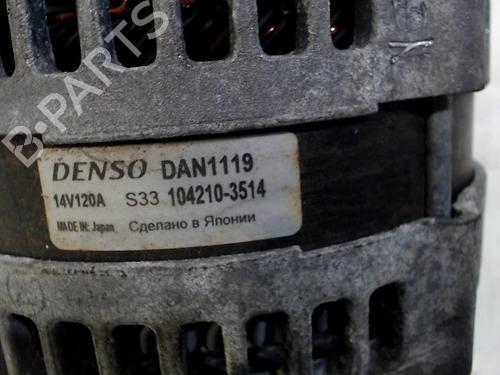 B-PARTS
DENSO DAN1119
14V120A S33 104210-3514
MADE IN: Japan Сделано в Японии